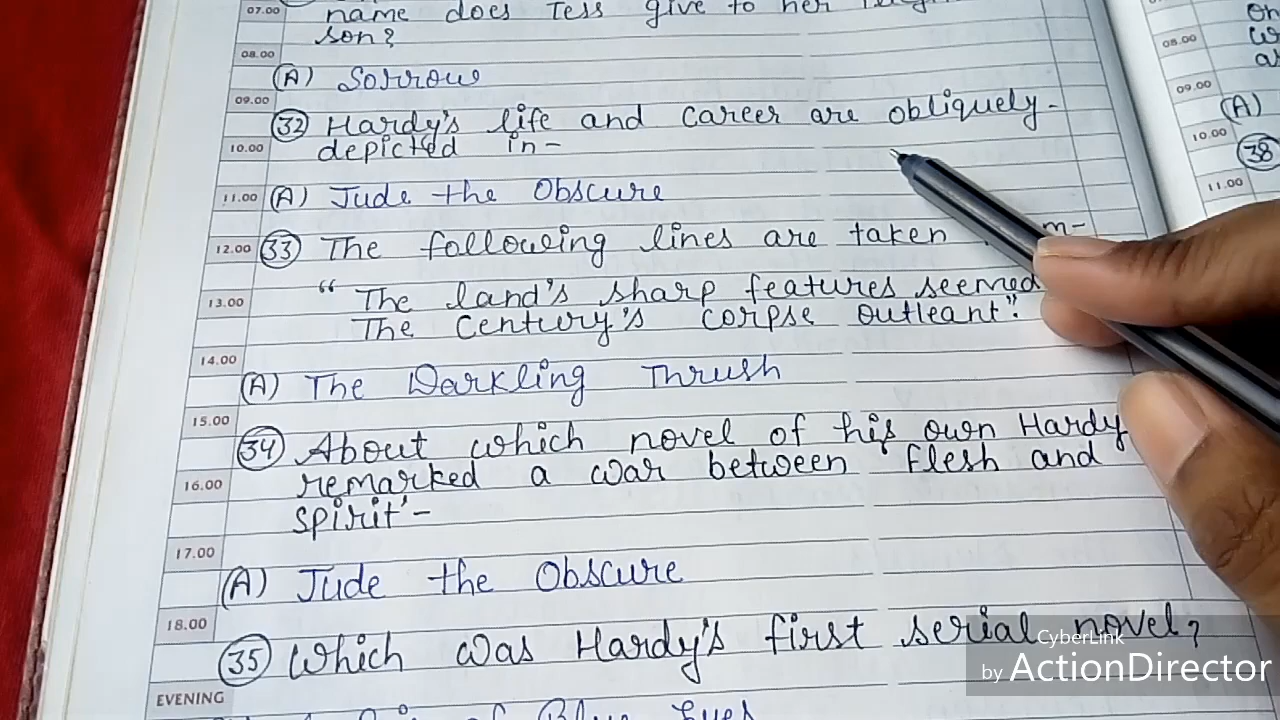 07.00
name does Tess give to her
son?
08.00
(A) Sorrow
09.00
(32) Hardy's life and career are obliquely-
10.00
depicted in-
11.00
(A) Jude the Obscure
12.00
(33) The following lines are taken m-
"The land's sharp features seemed
13.00
The Century's corpse outleant".
14.00
(A) The Darkling Thrush
15.00
(34) About which novel of his own Hardy
remarked a war between 'flesh and
16.00
spirit'-
17.00
(A) Jude the Obscure
18.00
(35) Which was Hardy's first serial novel?
EVENING
of Blue Eyes
08.00
09.00
(A)
10.00
(38)
11.00
CyberLink
by ActionDirector